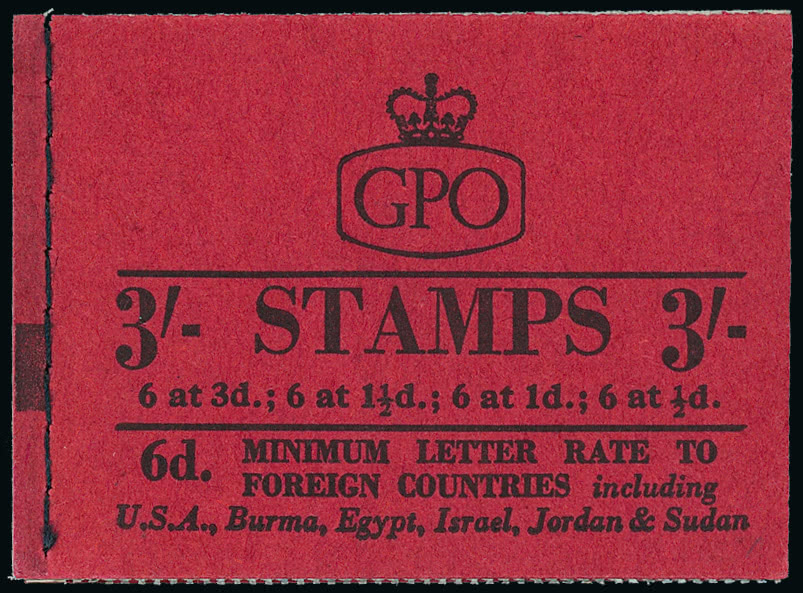 GPO
3/- STAMPS 3/-
6 at 3d.; 6 at 1½d.; 6 at 1d.; 6 at ½d.
6d. MINIMUM LETTER RATE TO
FOREIGN COUNTRIES including
U.S.A., Burma, Egypt, Israel, Jordan & Sudan